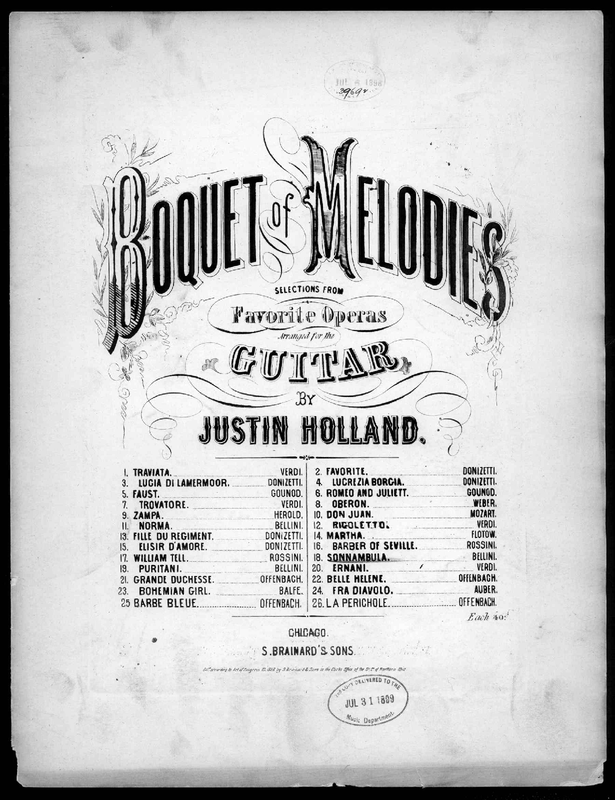 3969
BOQUET of MELODIES
SELECTIONS FROM
Favorite Operas
Arranged for the
GUITAR
BY
JUSTIN HOLLAND.
1. TRAVIATA. VERDI.
2. FAVORITE. DONIZETTI.
3. LUCIA DI LAMERMOOR. DONIZETTI.
4. LUCREZIA BORGIA. DONIZETTI.
5. FAUST. GOUNOD.
6. ROMEO AND JULIETT. GOUNOD.
7. TROVATORE. VERDI.
8. OBERON. WEBER.
9. ZAMPA. HEROLD.
10. DON JUAN. MOZART.
11. NORMA. BELLINI.
12. RIGOLETTO. VERDI.
13. FILLE DU REGIMENT. DONIZETTI.
14. MARTHA. FLOTOW.
15. ELISIR D'AMORE. DONIZETTI.
16. BARBER OF SEVILLE. ROSSINI.
17. WILLIAM TELL. ROSSINI.
18. SONNAMBULA. BELLINI.
19. PURITANI. BELLINI.
20. ERNANI. VERDI.
21. GRANDE DUCHESSE. OFFENBACH.
22. BELLE HELENE. OFFENBACH.
23. BOHEMIAN GIRL. BALFE.
24. FRA DIAVOLO. AUBER.
25 BARBE BLEUE. OFFENBACH.
26. LA PERICHOLE. OFFENBACH.
Each 40.
CHICAGO.
S. BRAINARD'S SONS.
DELIVERED TO THE
JUL 31 1809
Music Department.